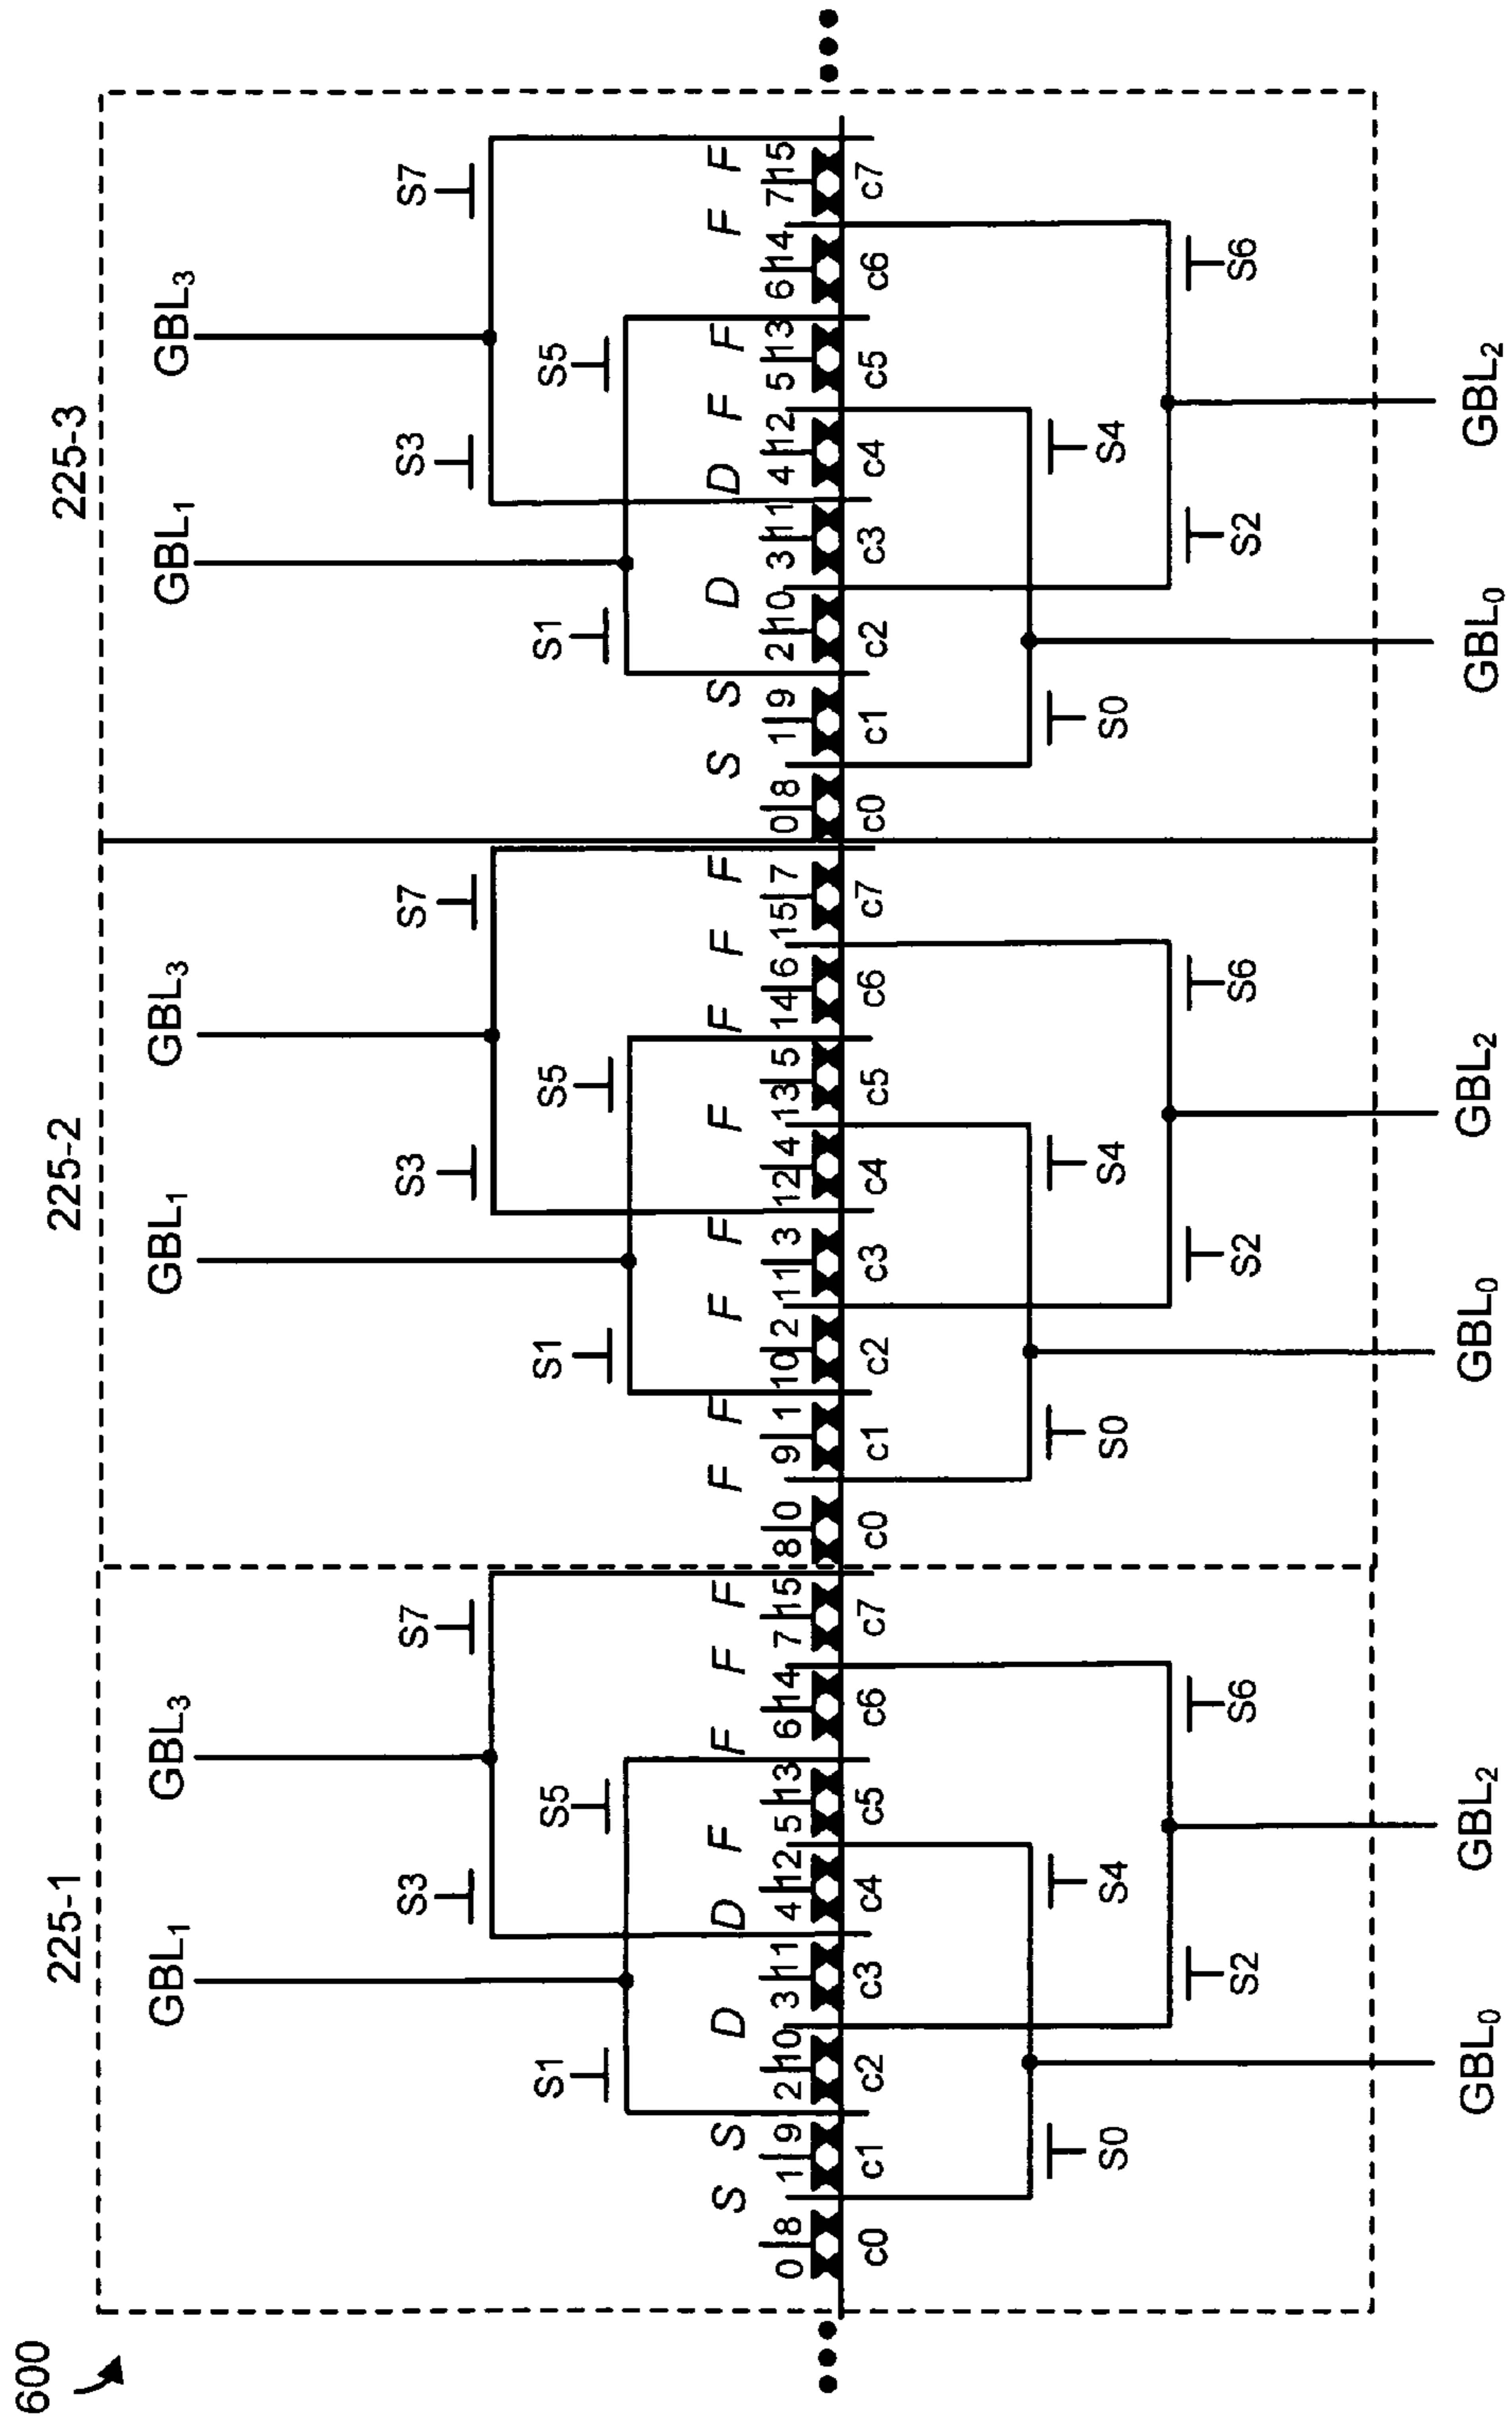 600
225-1 225-2 225-3
GBL1 GBL3 GBL1 GBL3 GBL1 GBL3
S3 S7 S3 S7 S3 S7
S1 S5 S1 S5 S1 S5
S S D D F F F F F F F F F F F F S S D D F F F F
0 8 1 9 2 10 3 11 4 12 5 13 6 14 7 15 8 0 9 1 10 2 11 3 12 4 13 5 14 6 15 7 0 8 1 9 2 10 3 11 4 12 5 13 6 14 7 15
c0 c1 c2 c3 c4 c5 c6 c7 c0 c1 c2 c3 c4 c5 c6 c7 c0 c1 c2 c3 c4 c5 c6 c7
S0 S4 S0 S4 S0 S4
S2 S6 S2 S6 S2 S6
GBL0 GBL2 GBL0 GBL2 GBL0 GBL2